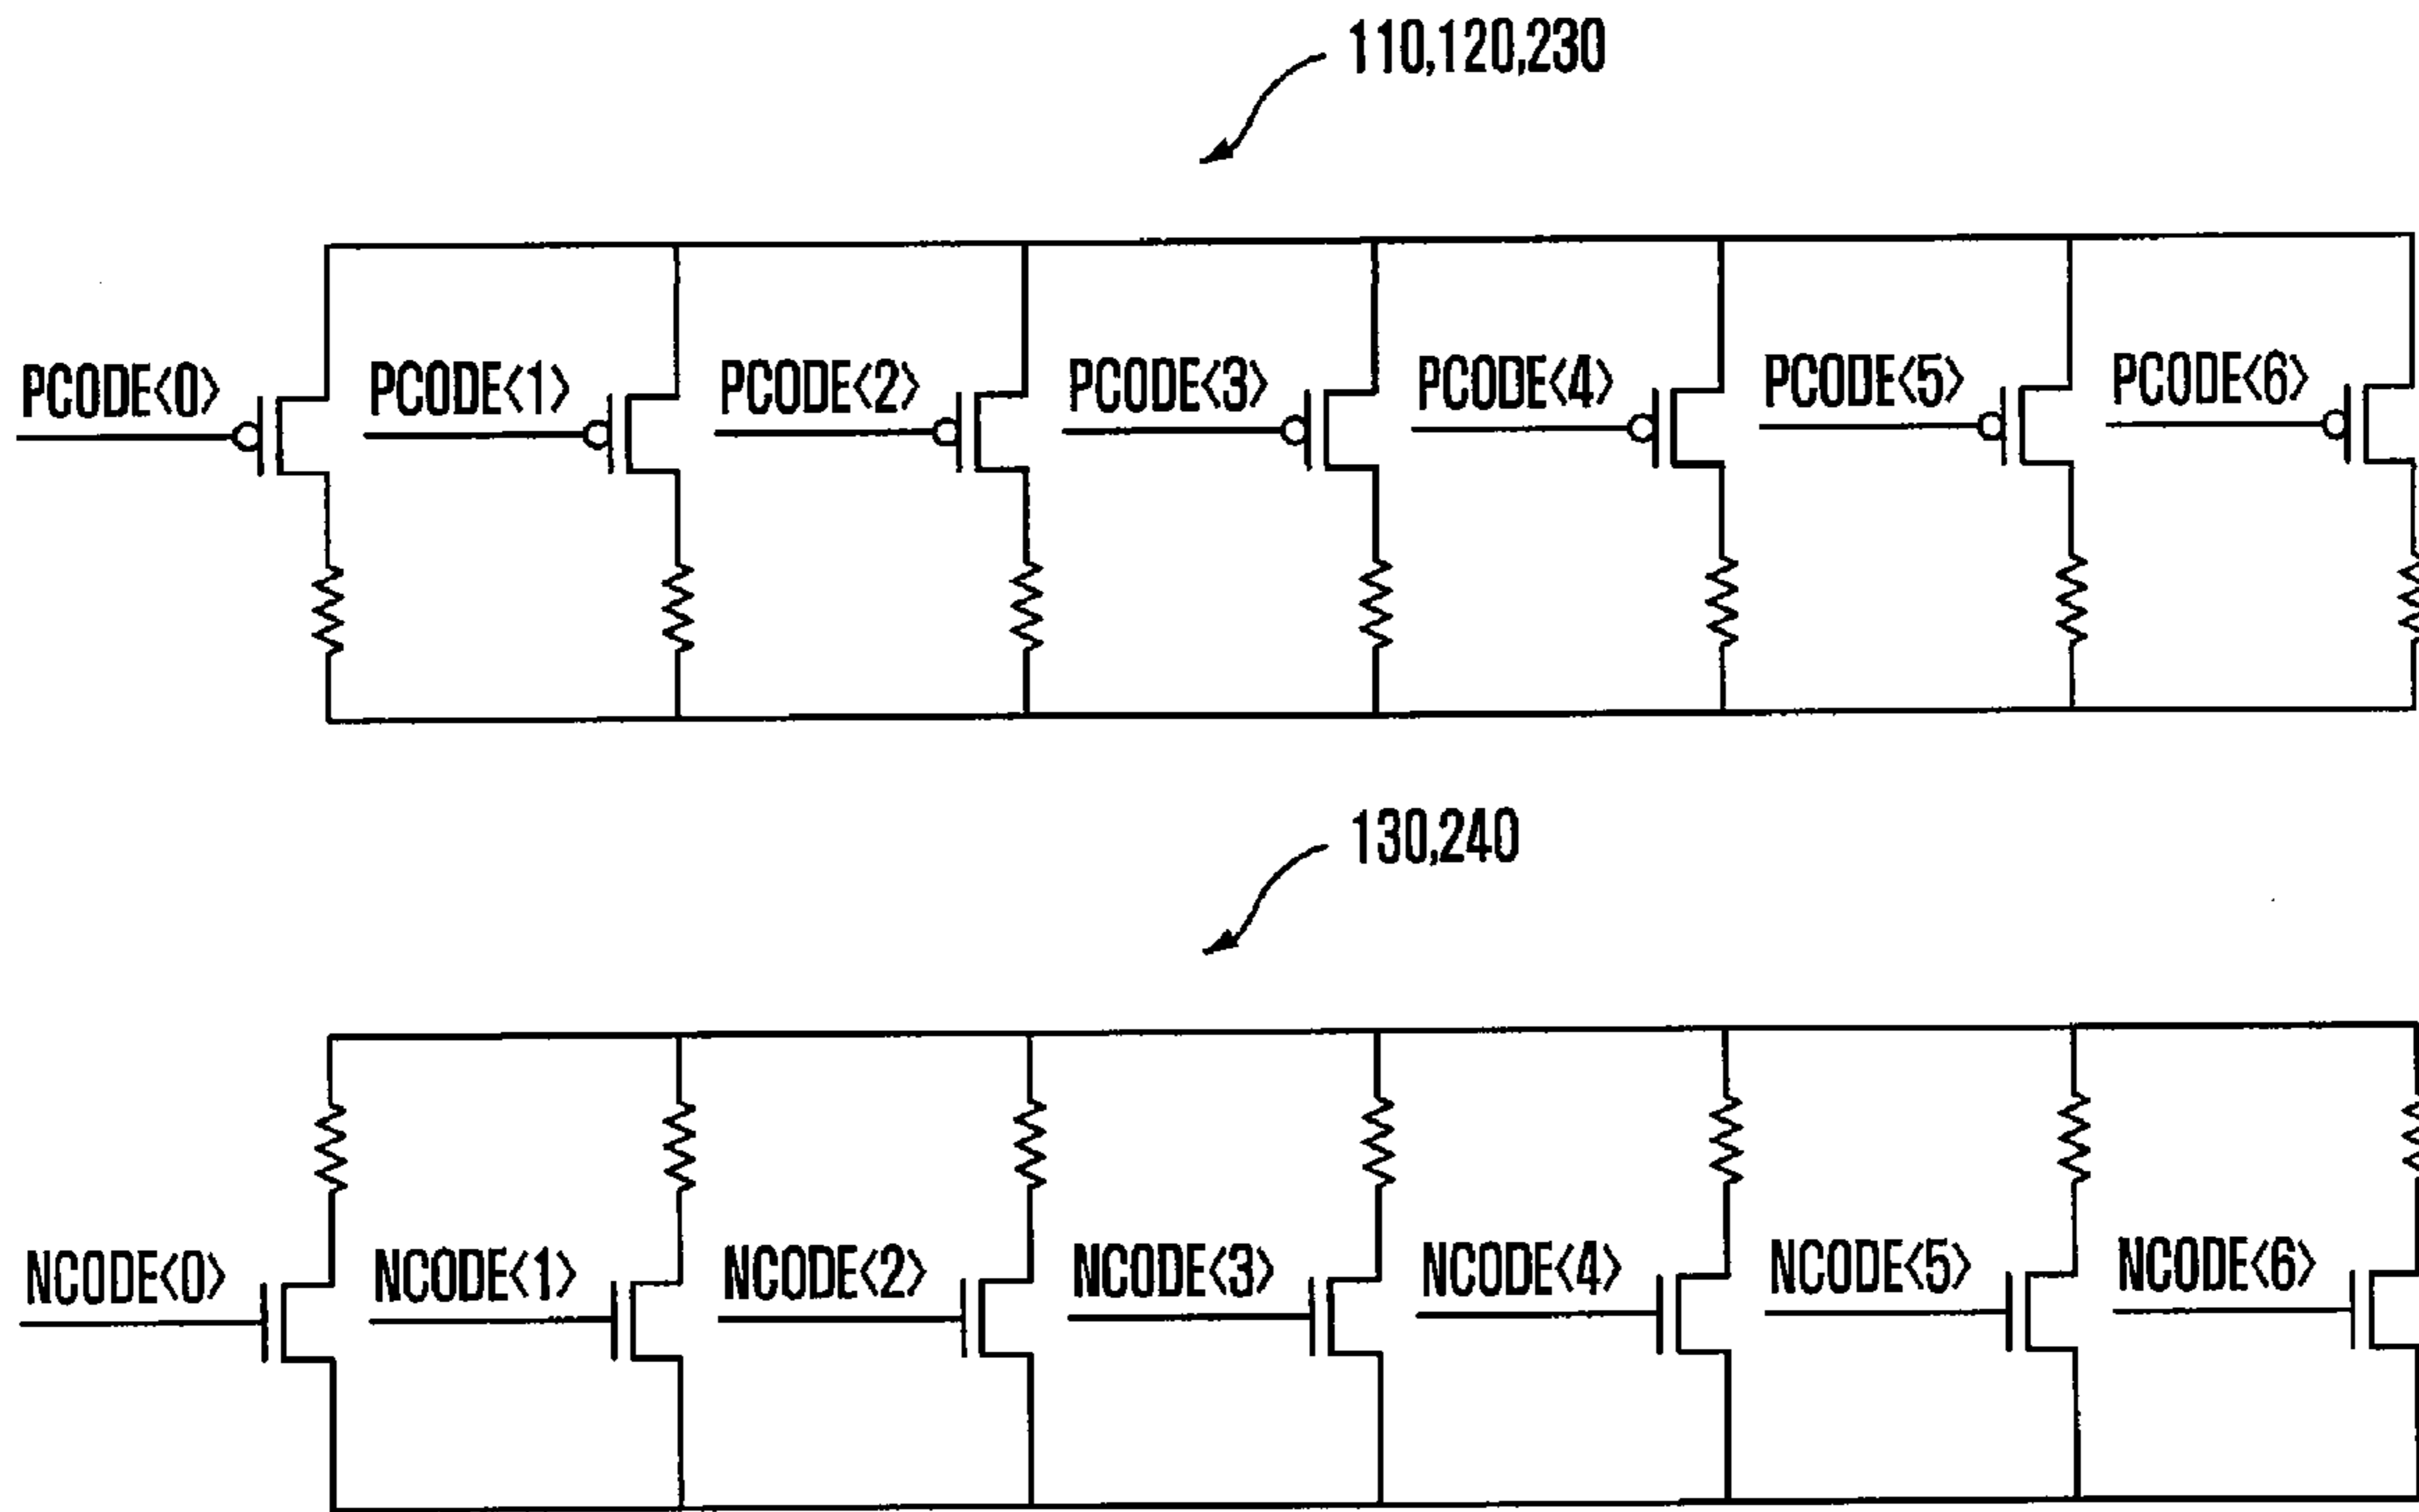 110,120,230
PCODE<0> PCODE<1> PCODE<2> PCODE<3> PCODE<4> PCODE<5> PCODE<6>
130,240
NCODE<0> NCODE<1> NCODE<2> NCODE<3> NCODE<4> NCODE<5> NCODE<6>